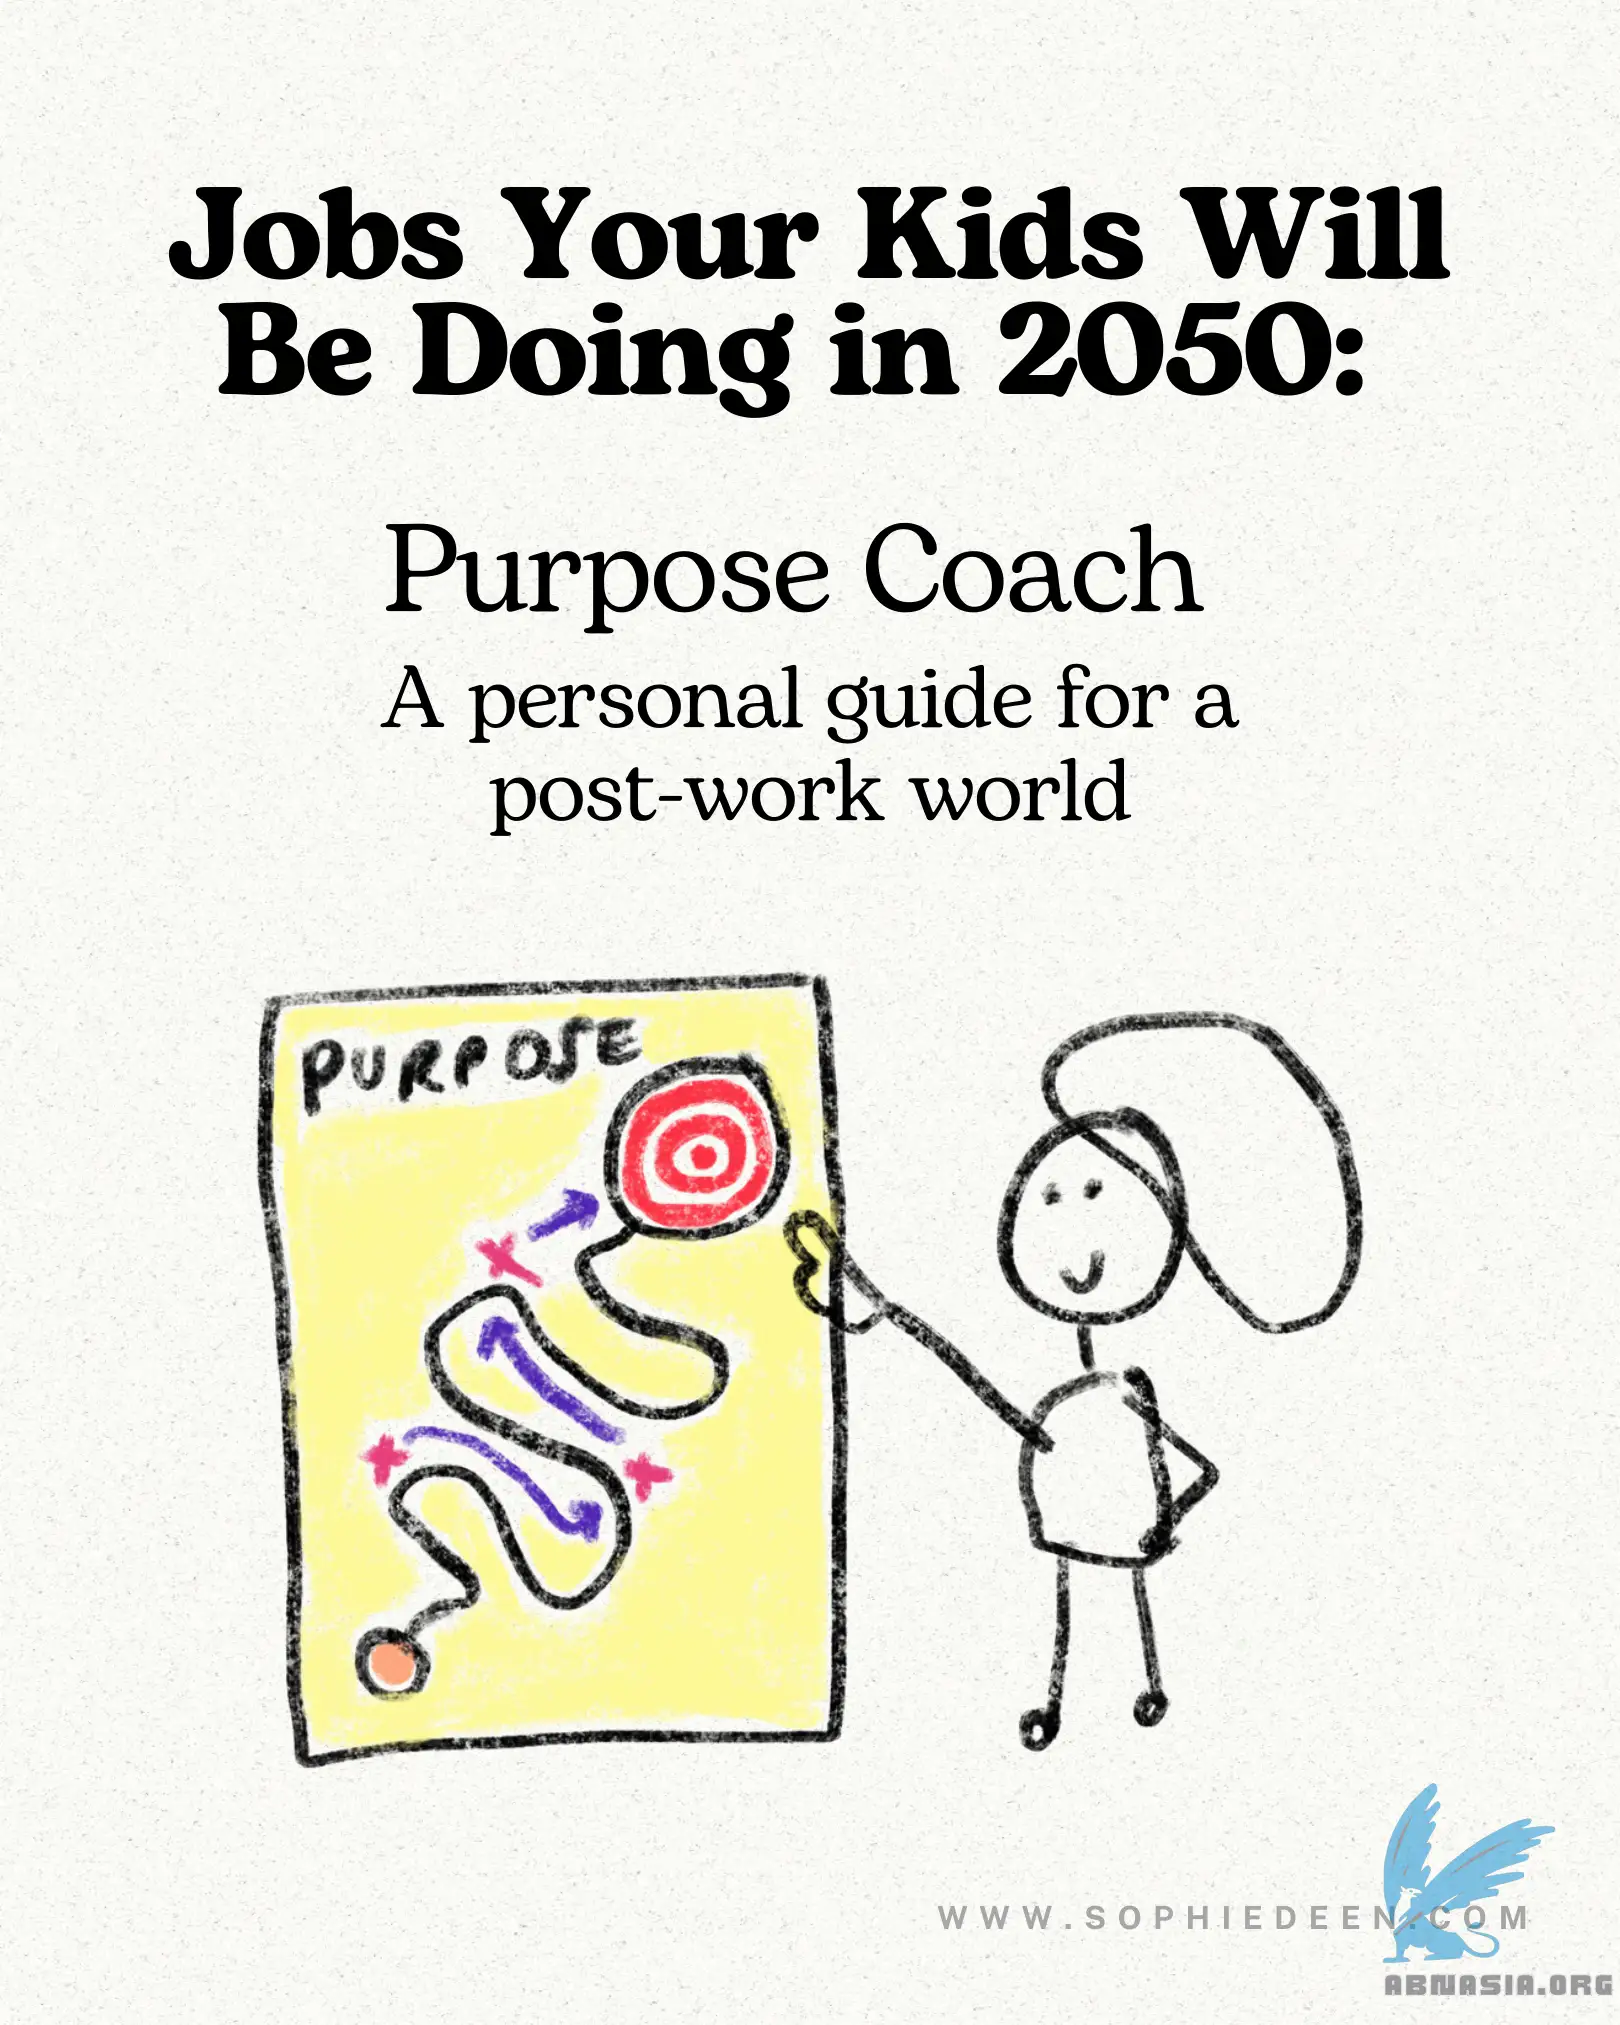 Jobs Your Kids Will
Be Doing in 2050:
Purpose Coach
A personal guide for a
post-work world
PURPOSE
WWW.SOPHIEDEEN.COM
ABNASIA.ORG